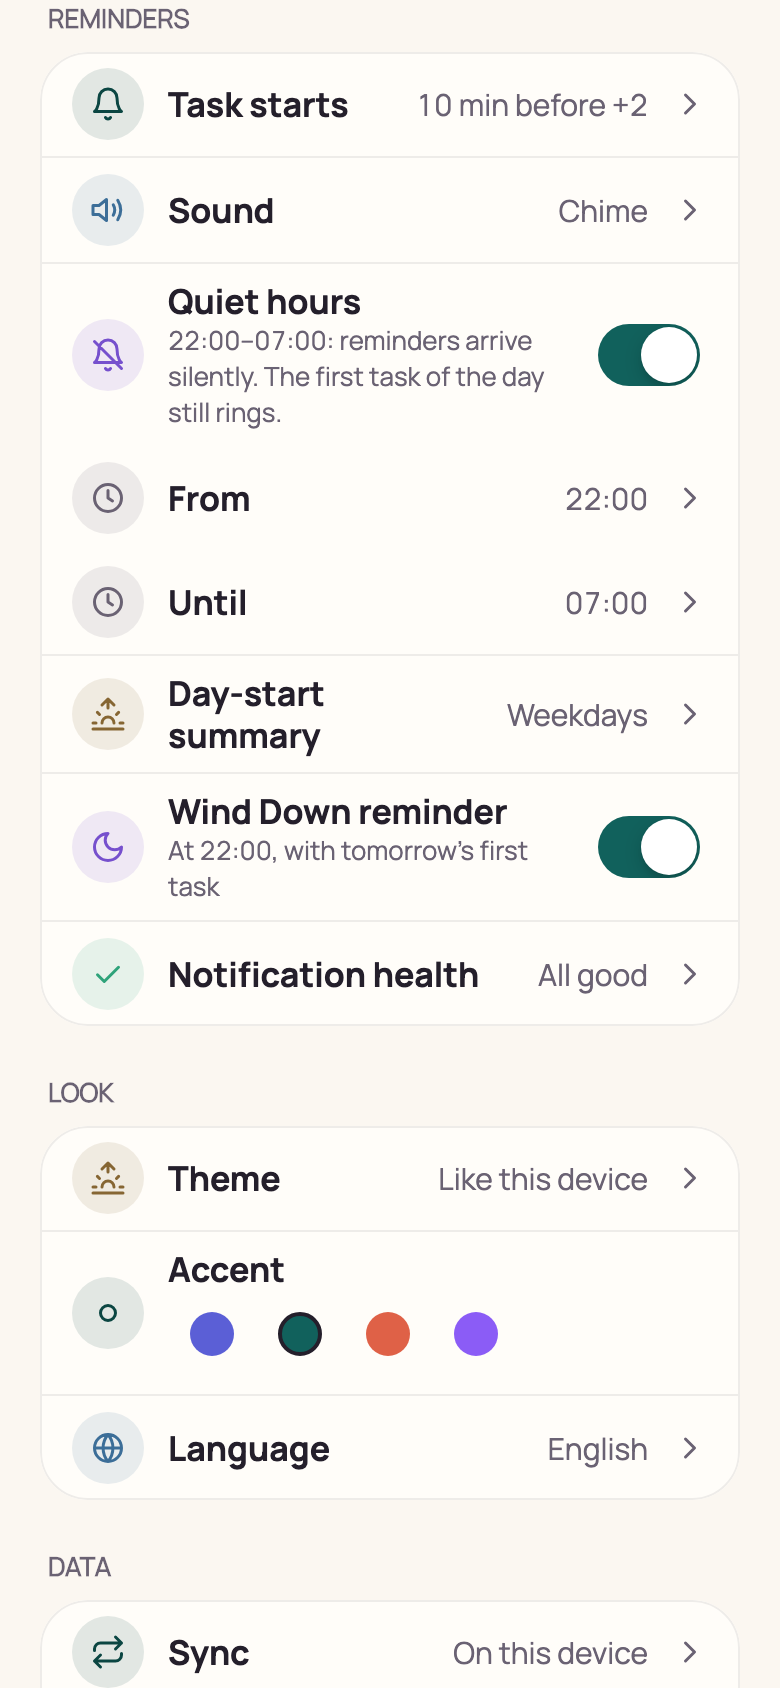 REMINDERS
Task starts 10 min before +2
Sound Chime
Quiet hours
22:00–07:00: reminders arrive
silently. The first task of the day
still rings.
From 22:00
Until 07:00
Day-start
summary
Weekdays
Wind Down reminder
At 22:00, with tomorrow's first
task
Notification health All good
LOOK
Theme Like this device
Accent
Language English
DATA
Sync On this device